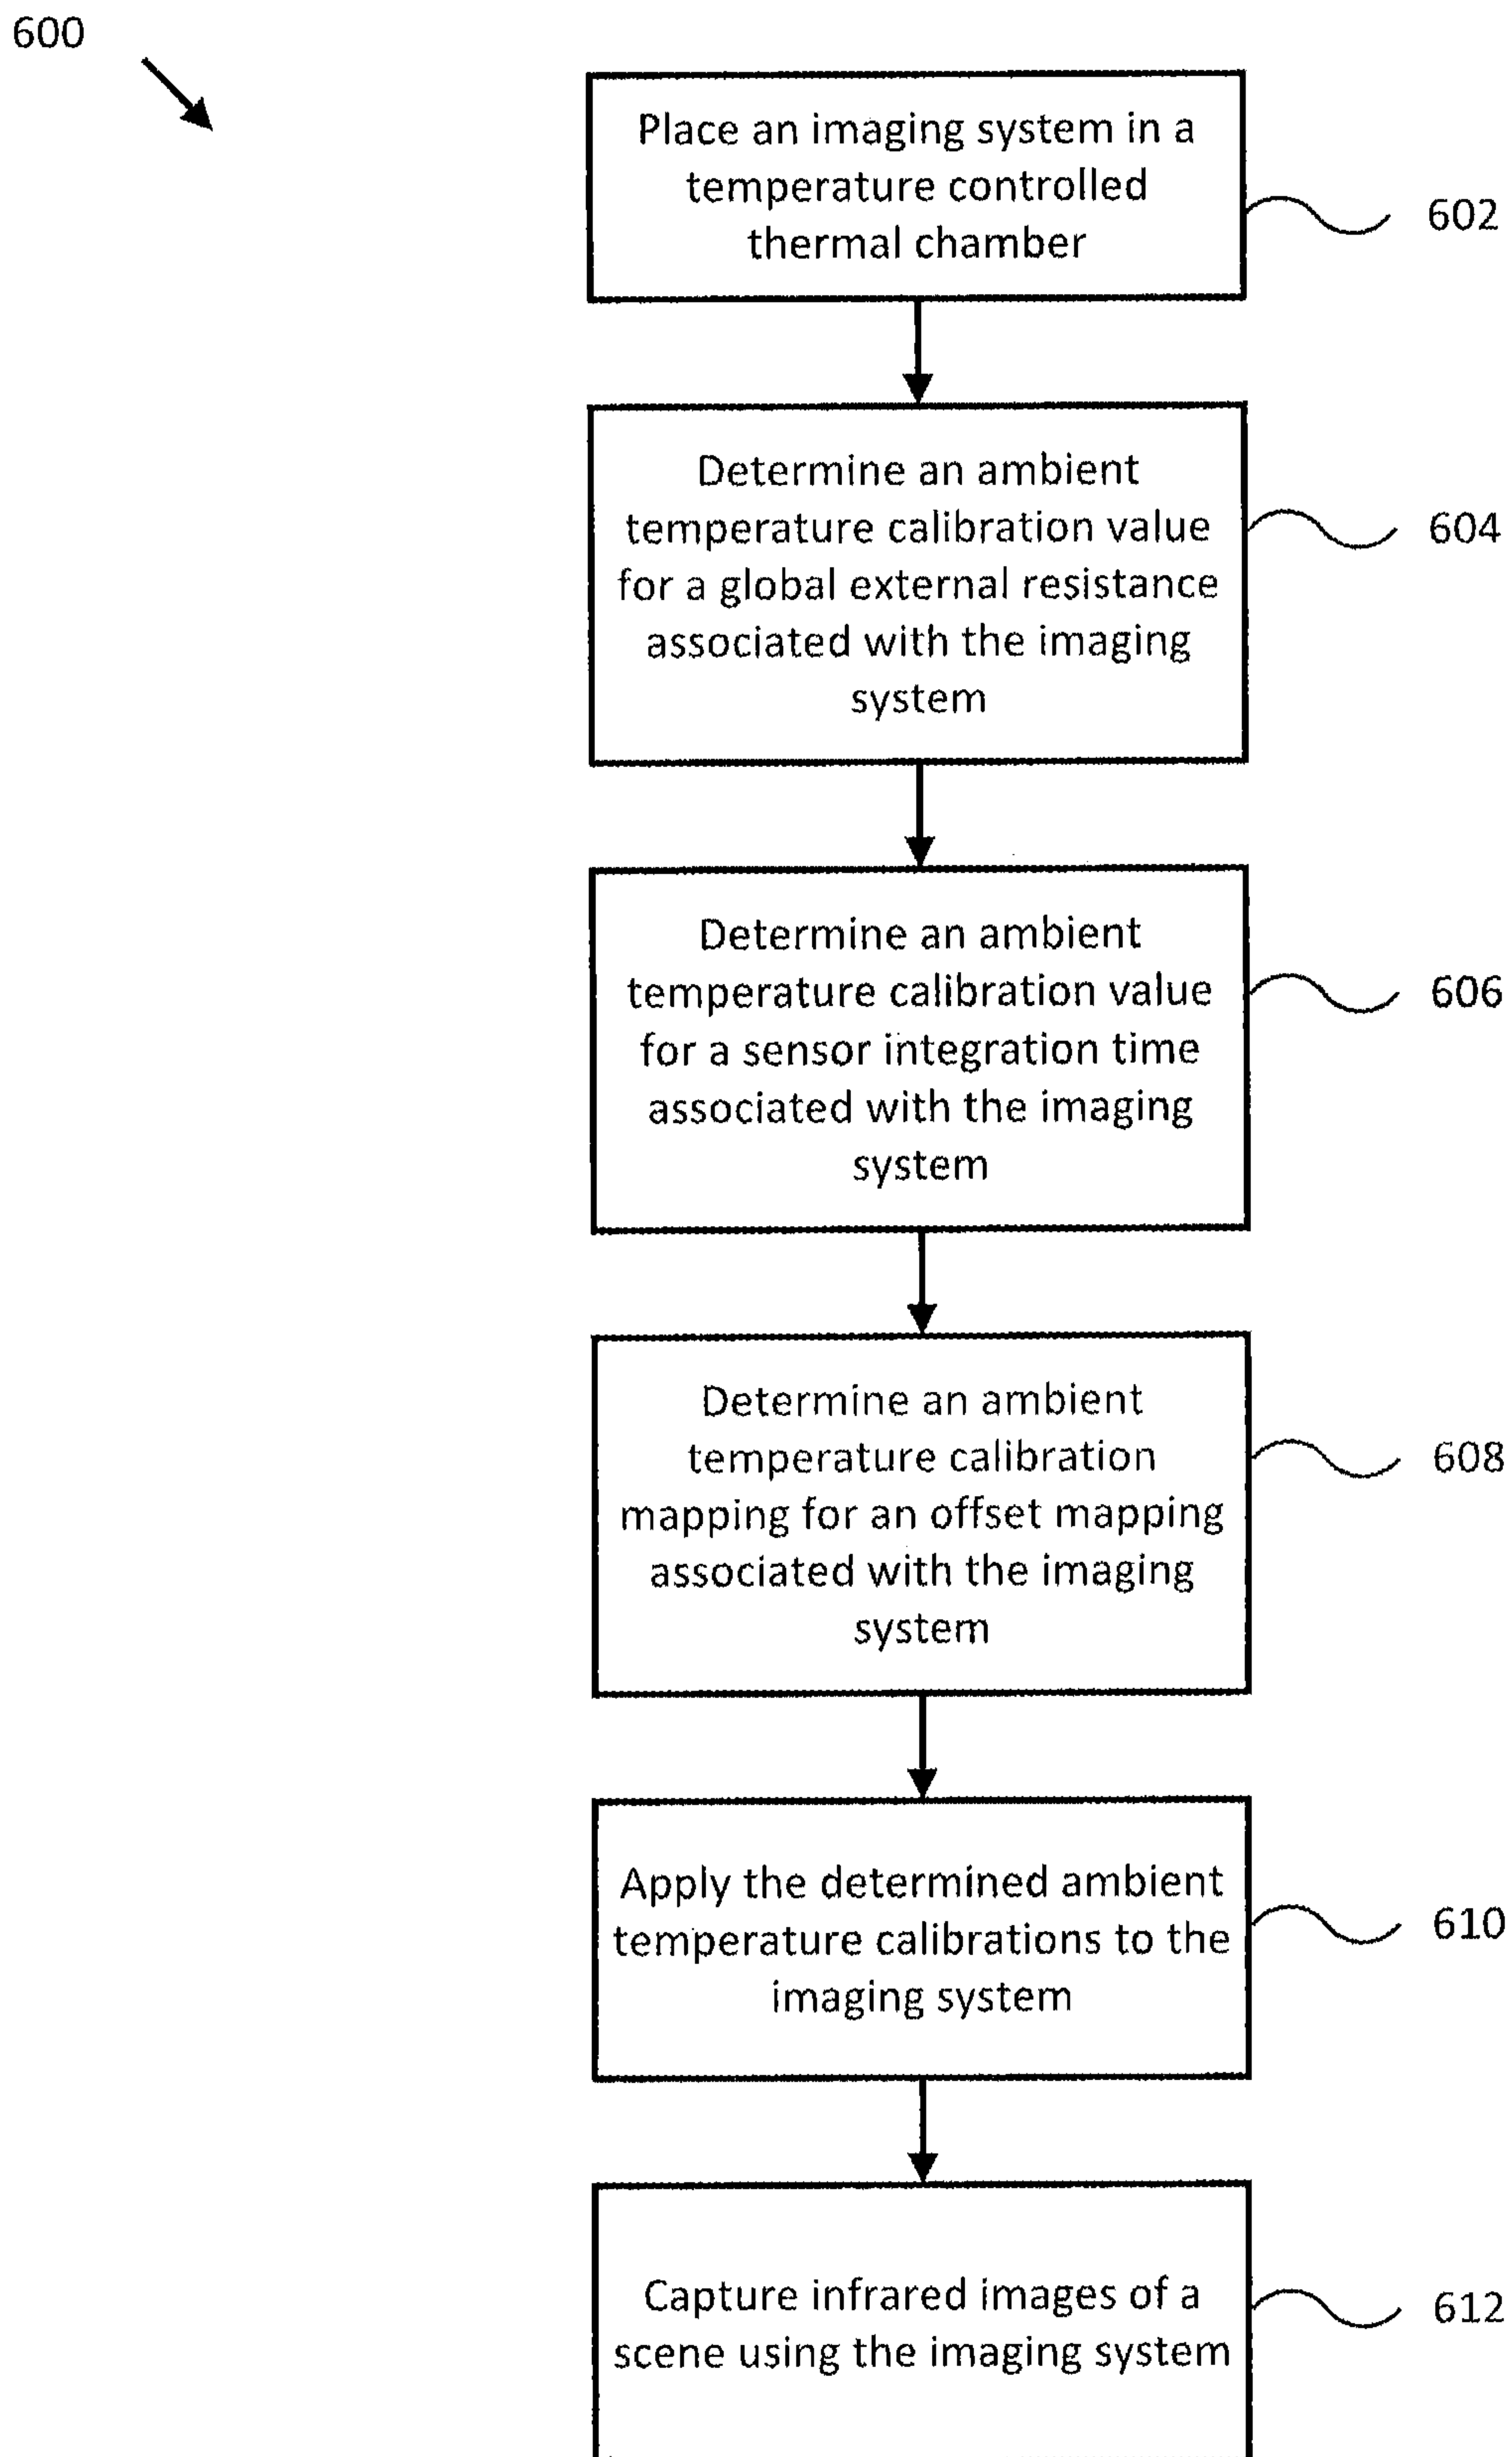 600
Place an imaging system in a
temperature controlled
thermal chamber
602
Determine an ambient
temperature calibration value
for a global external resistance
associated with the imaging
system
604
Determine an ambient
temperature calibration value
for a sensor integration time
associated with the imaging
system
606
Determine an ambient
temperature calibration
mapping for an offset mapping
associated with the imaging
system
608
Apply the determined ambient
temperature calibrations to the
imaging system
610
Capture infrared images of a
scene using the imaging system
612